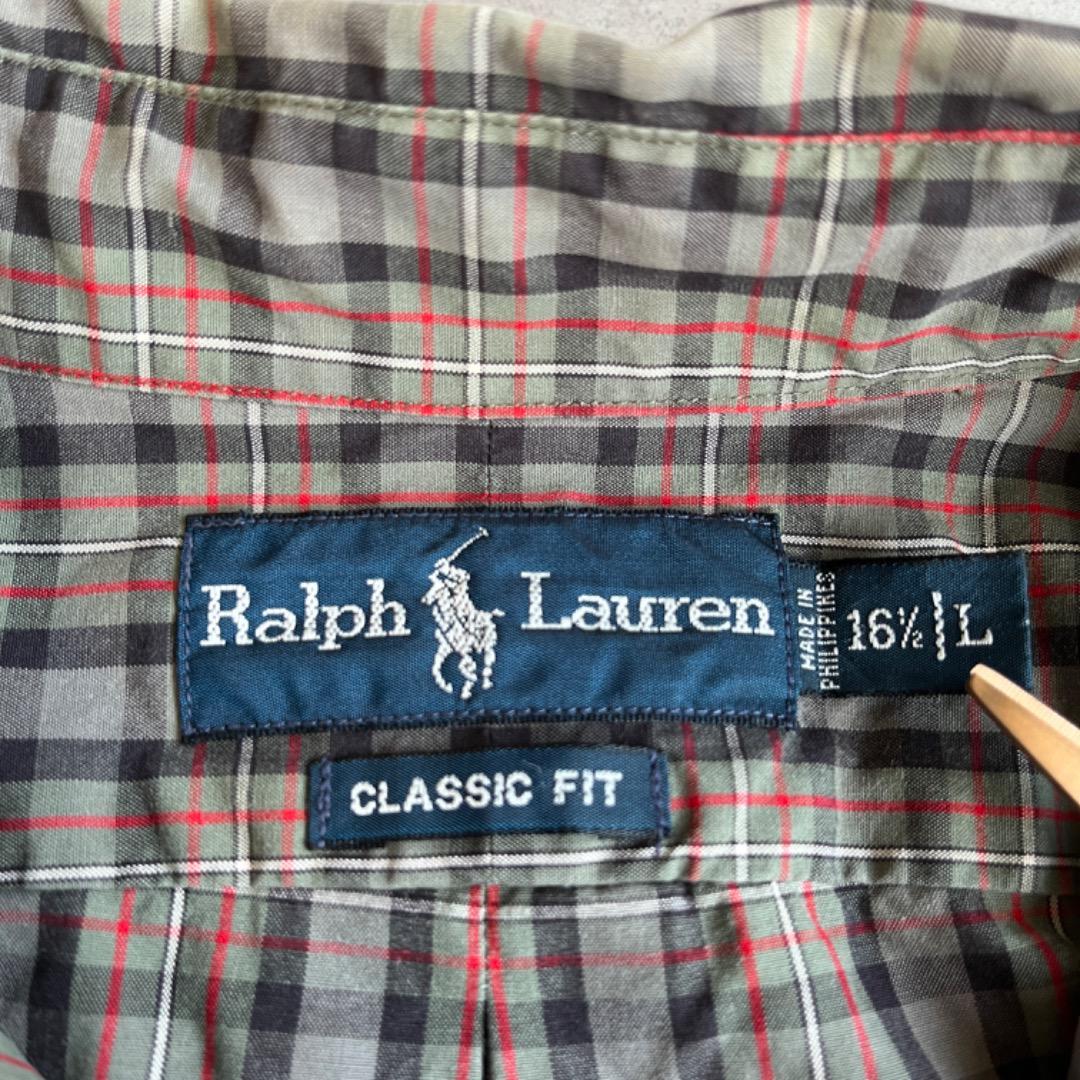 Ralph Lauren
MADE IN
PHILIPPINES
16½ | L
CLASSIC FIT